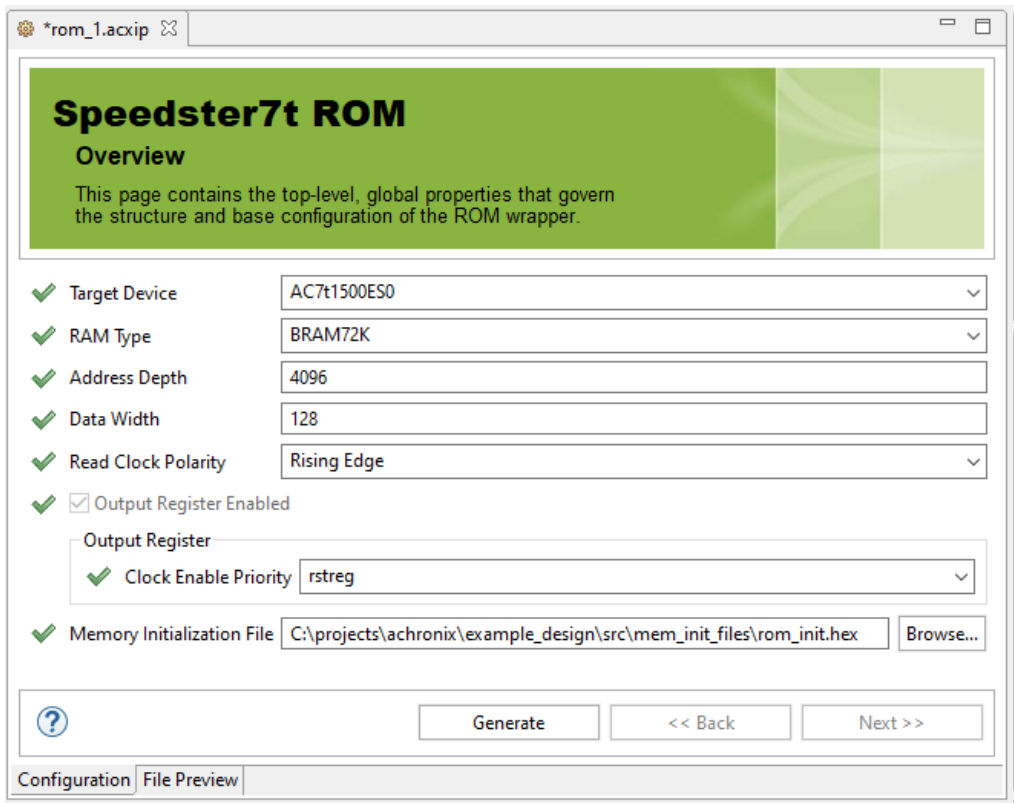 *rom_1.acxip
Speedster7t ROM
Overview
This page contains the top-level, global properties that govern
the structure and base configuration of the ROM wrapper.
Target Device AC7t1500ES0
RAM Type BRAM72K
Address Depth 4096
Data Width 128
Read Clock Polarity Rising Edge
Output Register Enabled
Output Register
Clock Enable Priority rstreg
Memory Initialization File C:\projects\achronix\example_design\src\mem_init_files\rom_init.hex Browse...
? Generate << Back Next >>
Configuration File Preview